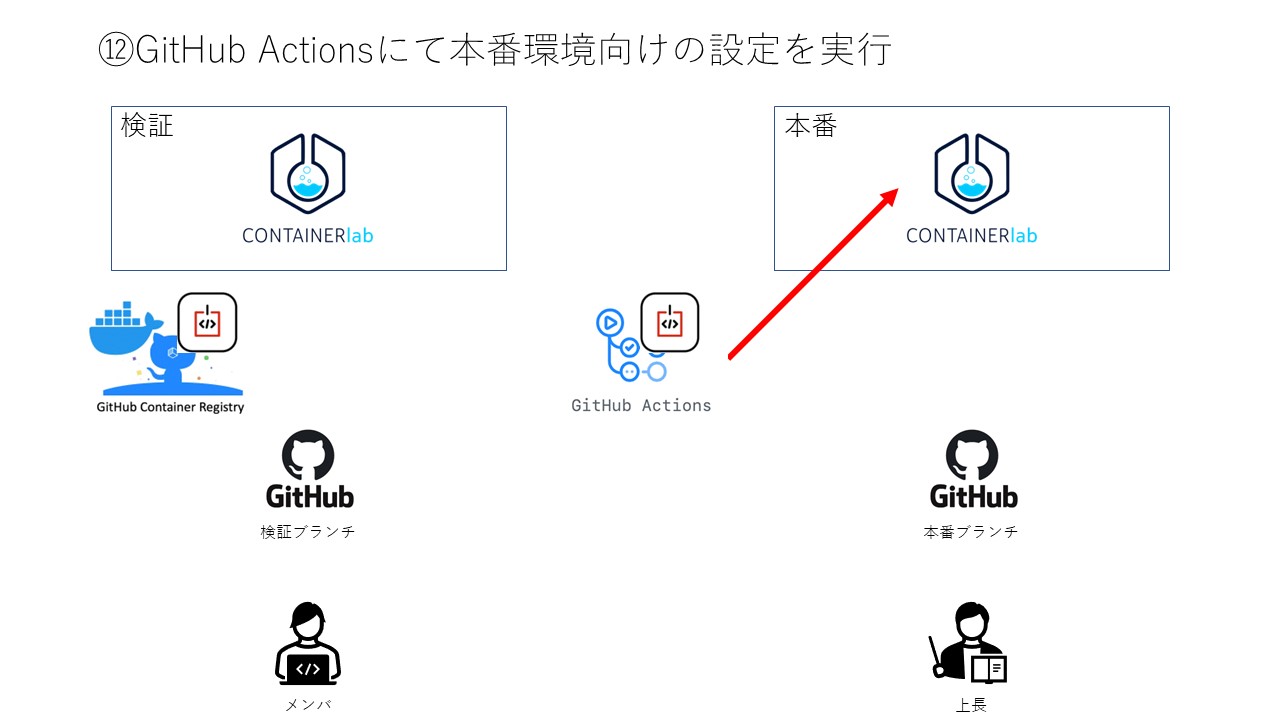 ⑫GitHub Actionsにて本番環境向けの設定を実行
検証
CONTAINERlab
本番
CONTAINERlab
</>
GitHub Container Registry
</>
GitHub Actions
GitHub
検証ブランチ
GitHub
本番ブランチ
</>
メンバ
上長